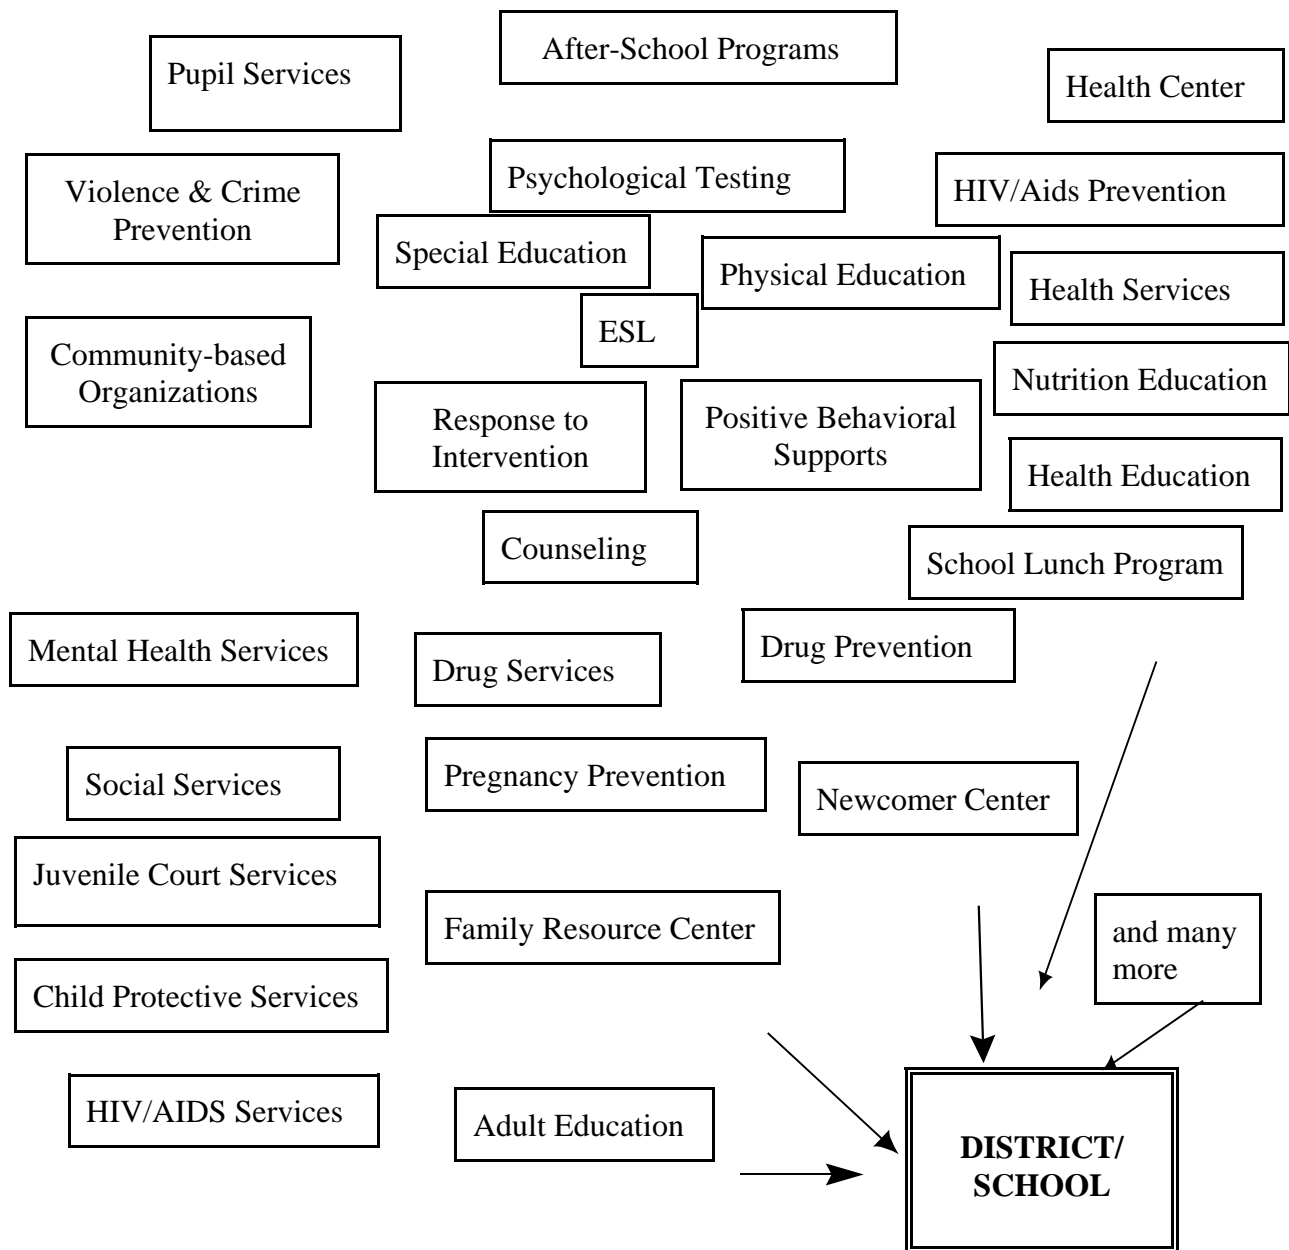 After-School Programs
Pupil Services
Health Center
Violence & Crime
Prevention
Psychological Testing
HIV/Aids Prevention
Special Education
Physical Education
Health Services
ESL
Community-based
Organizations
Nutrition Education
Response to
Intervention
Positive Behavioral
Supports
Health Education
Counseling
School Lunch Program
Mental Health Services
Drug Services
Drug Prevention
Social Services
Pregnancy Prevention
Newcomer Center
Juvenile Court Services
Family Resource Center
and many
more
Child Protective Services
HIV/AIDS Services
Adult Education
DISTRICT/
SCHOOL